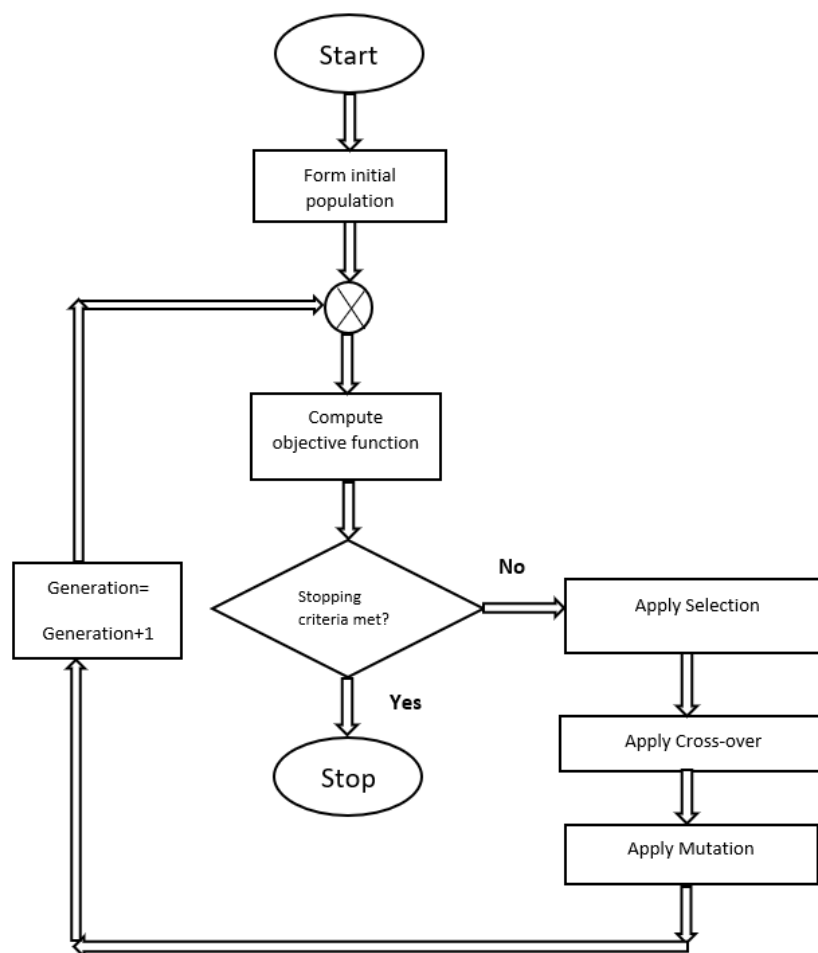 Start
Form initial
population
Compute
objective function
Stopping
criteria met?
No
Yes
Stop
Apply Selection
Apply Cross-over
Apply Mutation
Generation=
Generation+1